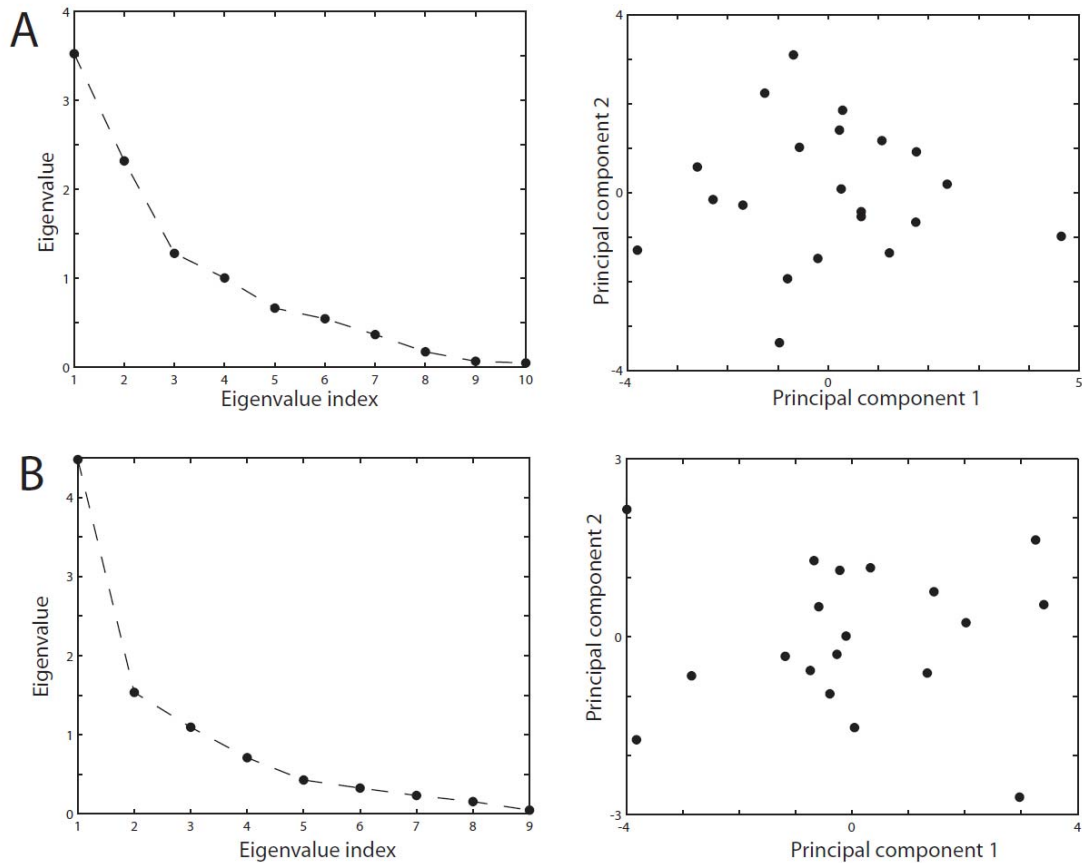 A
4
3
2
1
0
Eigenvalue
1 2 3 4 5 6 7 8 9 10
Eigenvalue index
4
0
-4
Principal component 2
-4 0 5
Principal component 1
B
4
3
2
1
0
Eigenvalue
1 2 3 4 5 6 7 8 9
Eigenvalue index
3
0
-3
Principal component 2
-4 0 4
Principal component 1